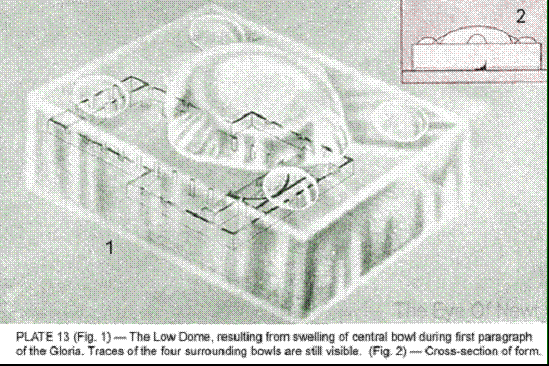 2
1
The Eye Of Newt
PLATE 13 (Fig. 1) — The Low Dome, resulting from swelling of central bowl during first paragraph
of the Gloria. Traces of the four surrounding bowls are still visible. (Fig. 2) — Cross-section of form.